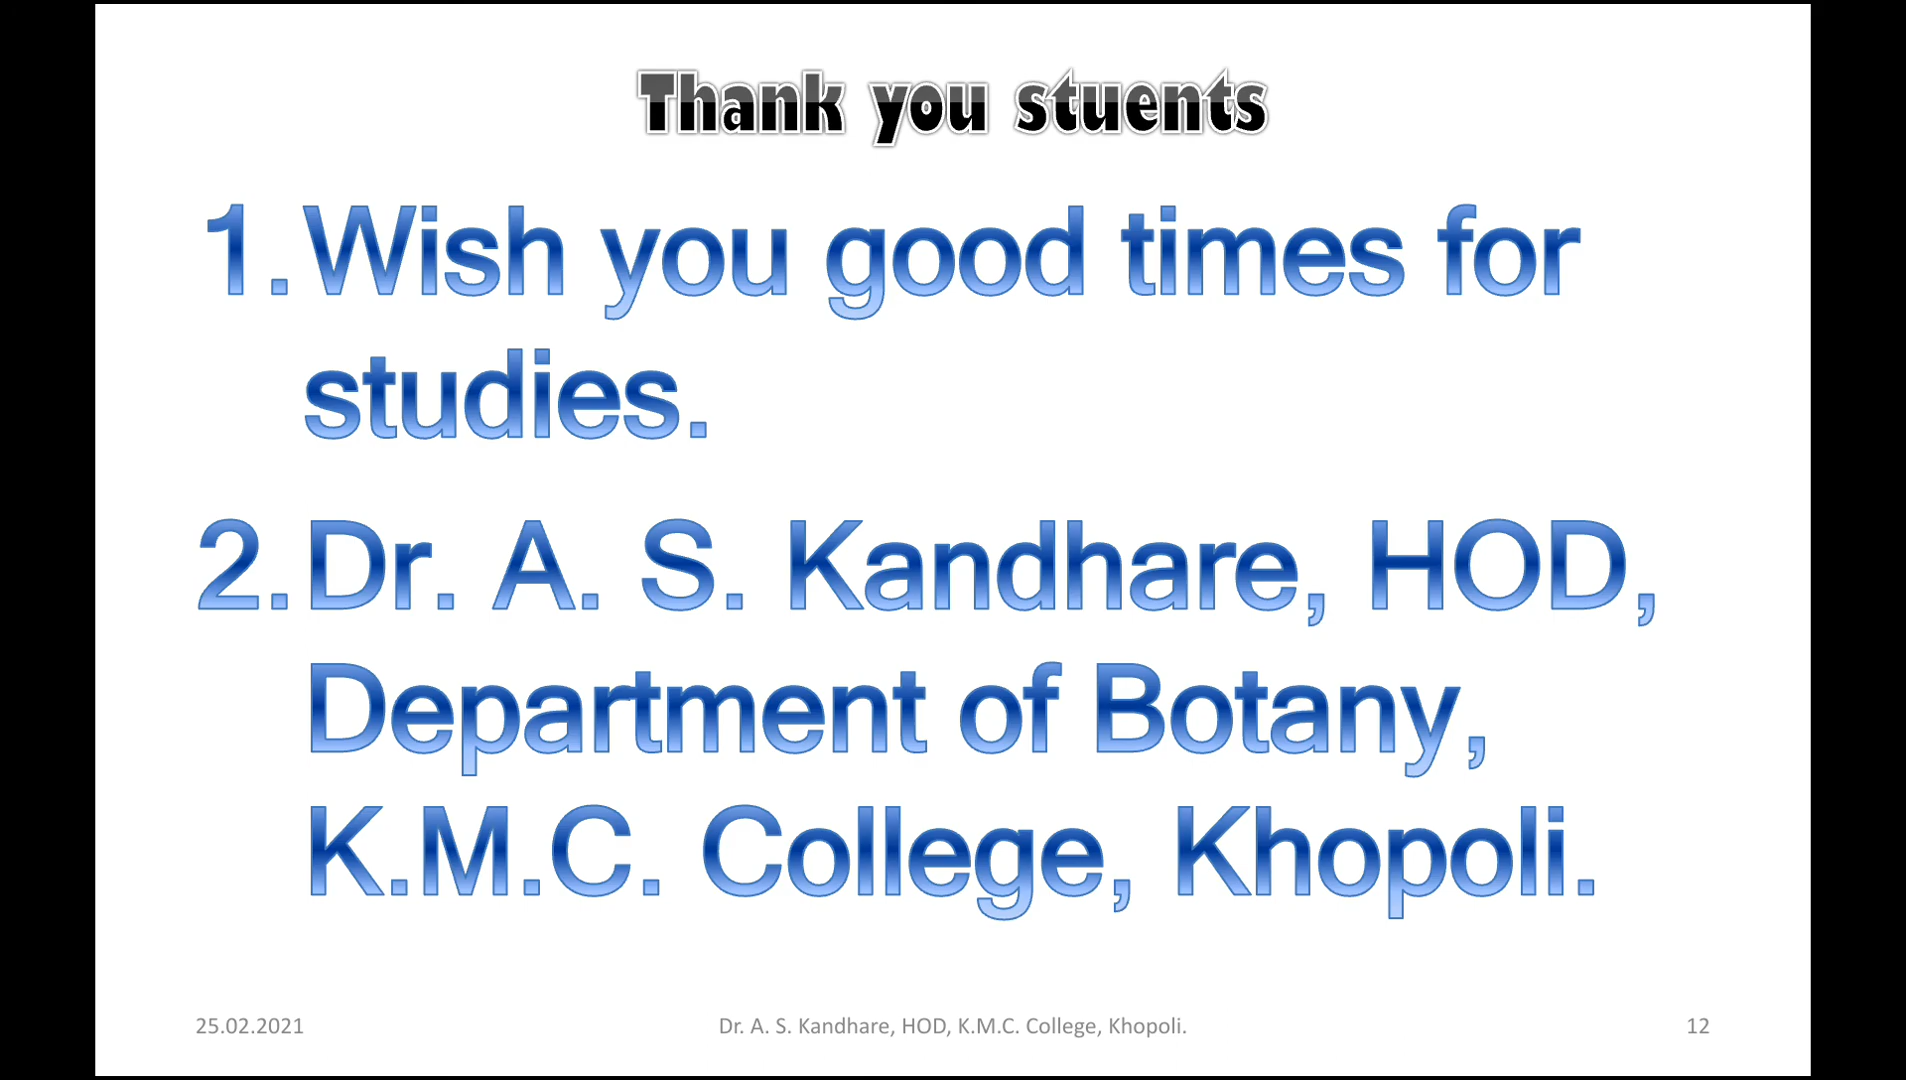 Thank you stuents
1. Wish you good times for
studies.
2. Dr. A. S. Kandhare, HOD,
Department of Botany,
K.M.C. College, Khopoli.
25.02.2021 Dr. A. S. Kandhare, HOD, K.M.C. College, Khopoli. 12